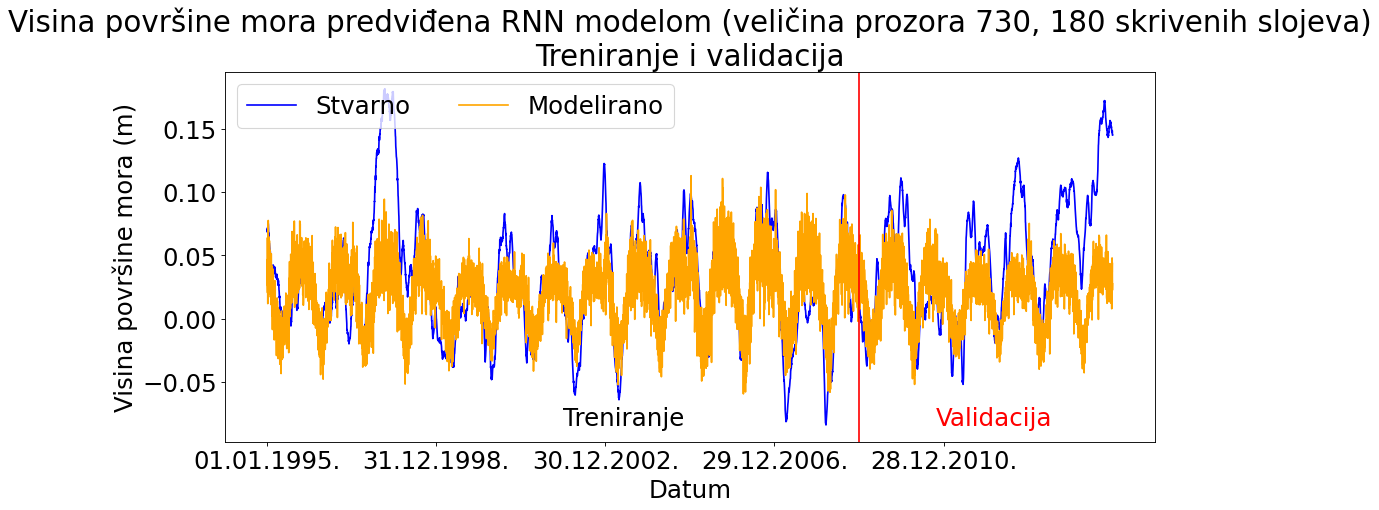 Visina površine mora predviđena RNN modelom (veličina prozora 730, 180 skrivenih slojeva)
Treniranje i validacija
Stvarno
Modelirano
Visina površine mora (m)
0.15
0.10
0.05
0.00
−0.05
Treniranje
Validacija
01.01.1995.
31.12.1998.
30.12.2002.
29.12.2006.
28.12.2010.
Datum